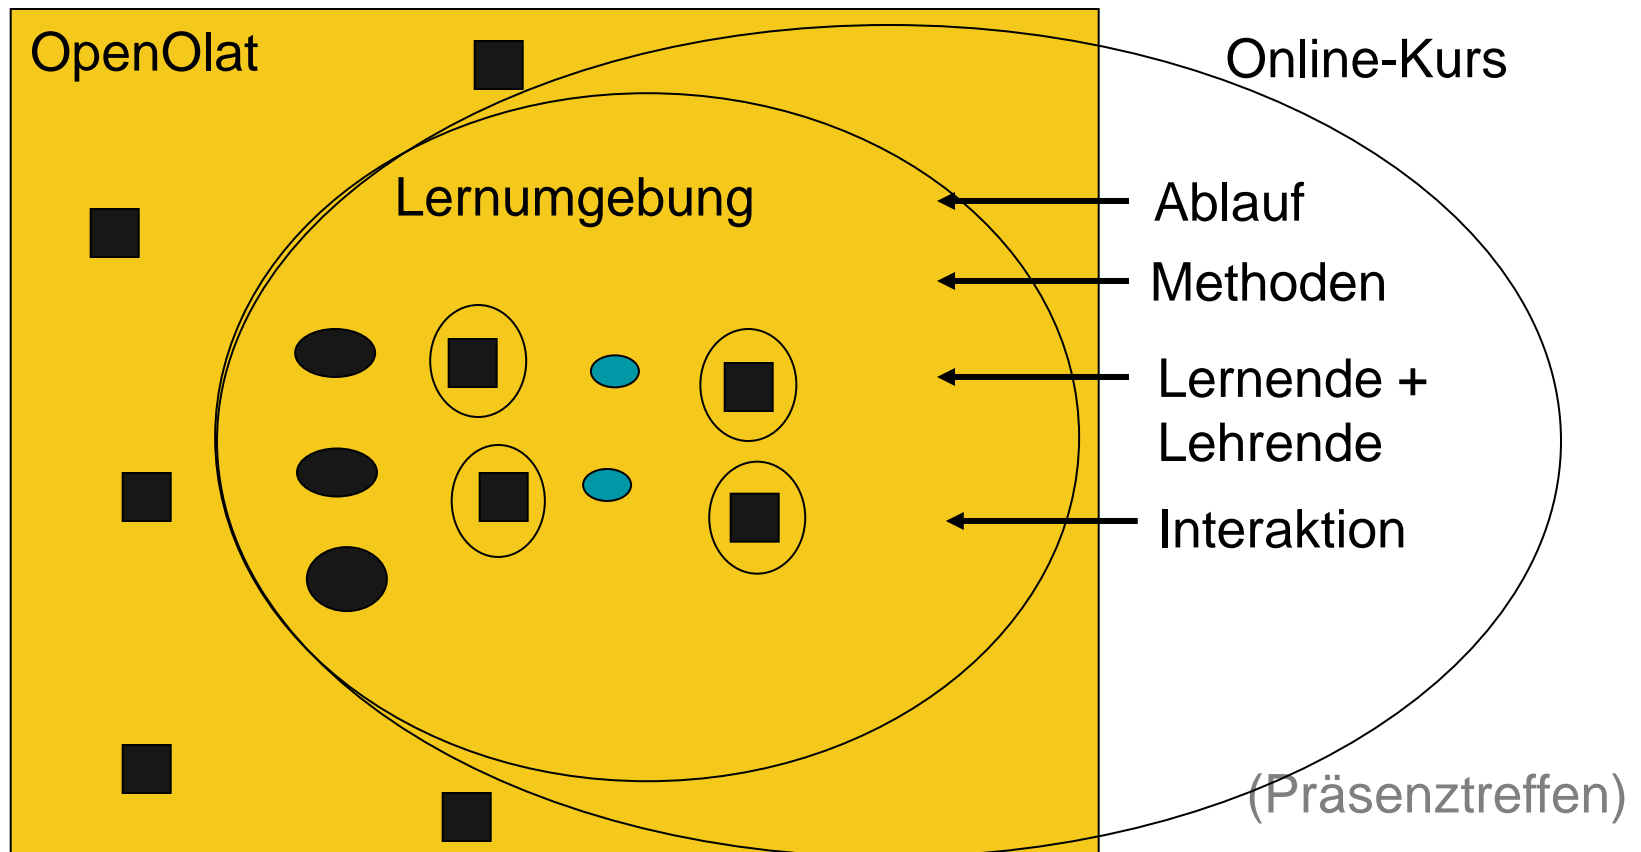 OpenOlat
Online-Kurs
Lernumgebung
Ablauf
Methoden
Lernende +
Lehrende
Interaktion
(Präsenztreffen)